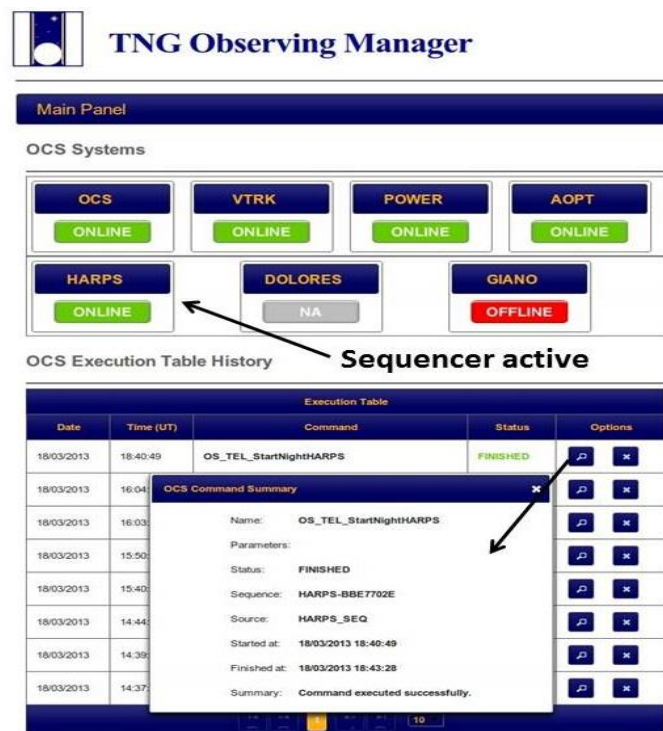 TNG Observing Manager
Main Panel
OCS Systems
OCS VTRK POWER AOPT
ONLINE ONLINE ONLINE ONLINE
HARPS DOLORES GIANO
ONLINE NA OFFLINE
Sequencer active
OCS Execution Table History
Execution Table
Date Time (UT) Command Status Options
18/03/2013 18:40:49 OS_TEL_StartNightHARPS FINISHED
18/03/2013 16:04:
18/03/2013 16:03:
18/03/2013 15:50:
18/03/2013 15:40:
18/03/2013 14:44:
18/03/2013 14:39:
18/03/2013 14:37:
OCS Command Summary
Name: OS_TEL_StartNightHARPS
Parameters:
Status: FINISHED
Sequence: HARPS-BBE7702E
Source: HARPS_SEQ
Started at: 18/03/2013 18:40:49
Finished at: 18/03/2013 18:43:28
Summary: Command executed successfully.
1 10